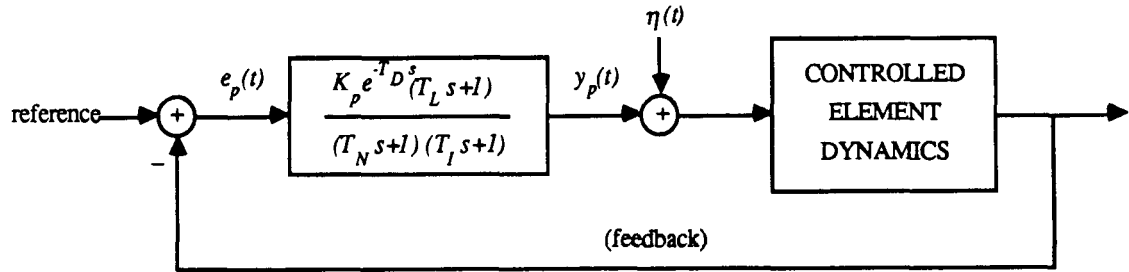 η(t)
e_p(t)
K_p e^{-T_D s}(T_L s+1)
(T_N s+1) (T_I s+1)
y_p(t)
CONTROLLED
ELEMENT
DYNAMICS
reference
+
+
–
(feedback)